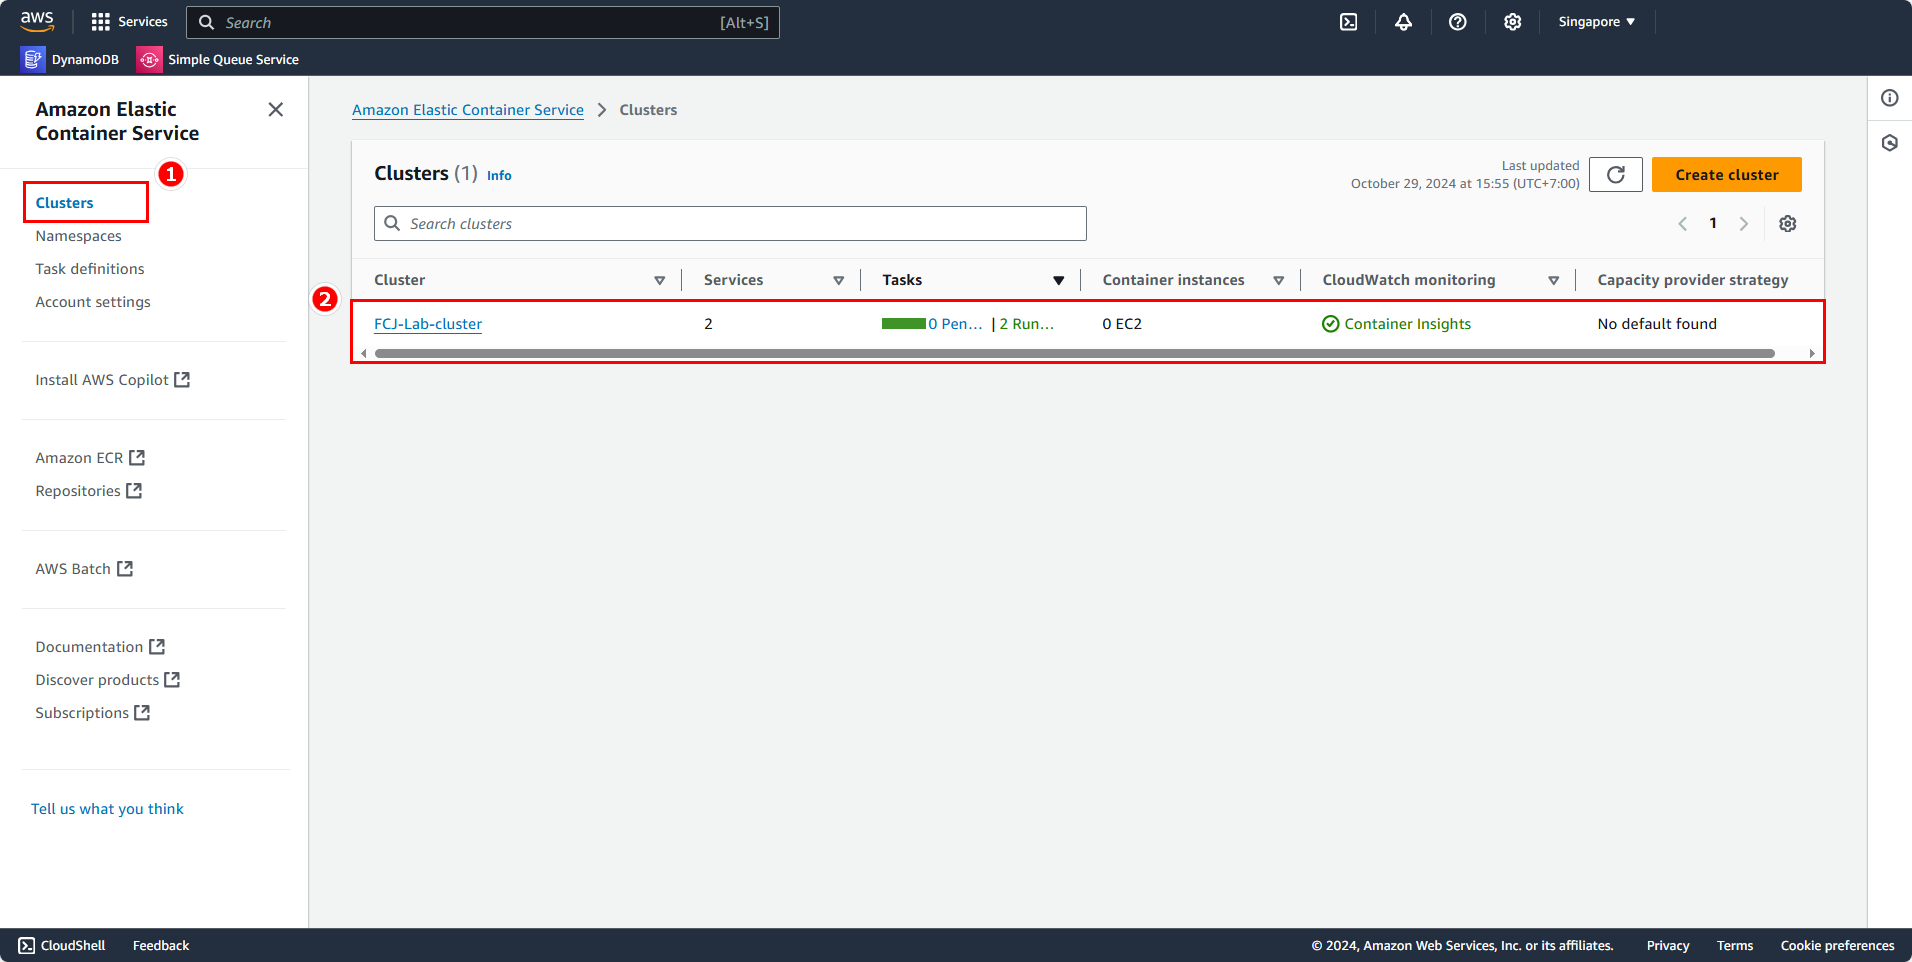 aws
Services
Search
[Alt+S]
Singapore
DynamoDB
Simple Queue Service
Amazon Elastic
Container Service
1
Clusters
Namespaces
Task definitions
Account settings
Install AWS Copilot
Amazon ECR
Repositories
AWS Batch
Documentation
Discover products
Subscriptions
Tell us what you think
Amazon Elastic Container Service > Clusters
Clusters (1) Info
Last updated
October 29, 2024 at 15:55 (UTC+7:00)
Create cluster
Search clusters
1
Cluster Services Tasks Container instances CloudWatch monitoring Capacity provider strategy
2
FCJ-Lab-cluster 2 0 Pen... | 2 Run... 0 EC2 Container Insights No default found
CloudShell Feedback © 2024, Amazon Web Services, Inc. or its affiliates. Privacy Terms Cookie preferences